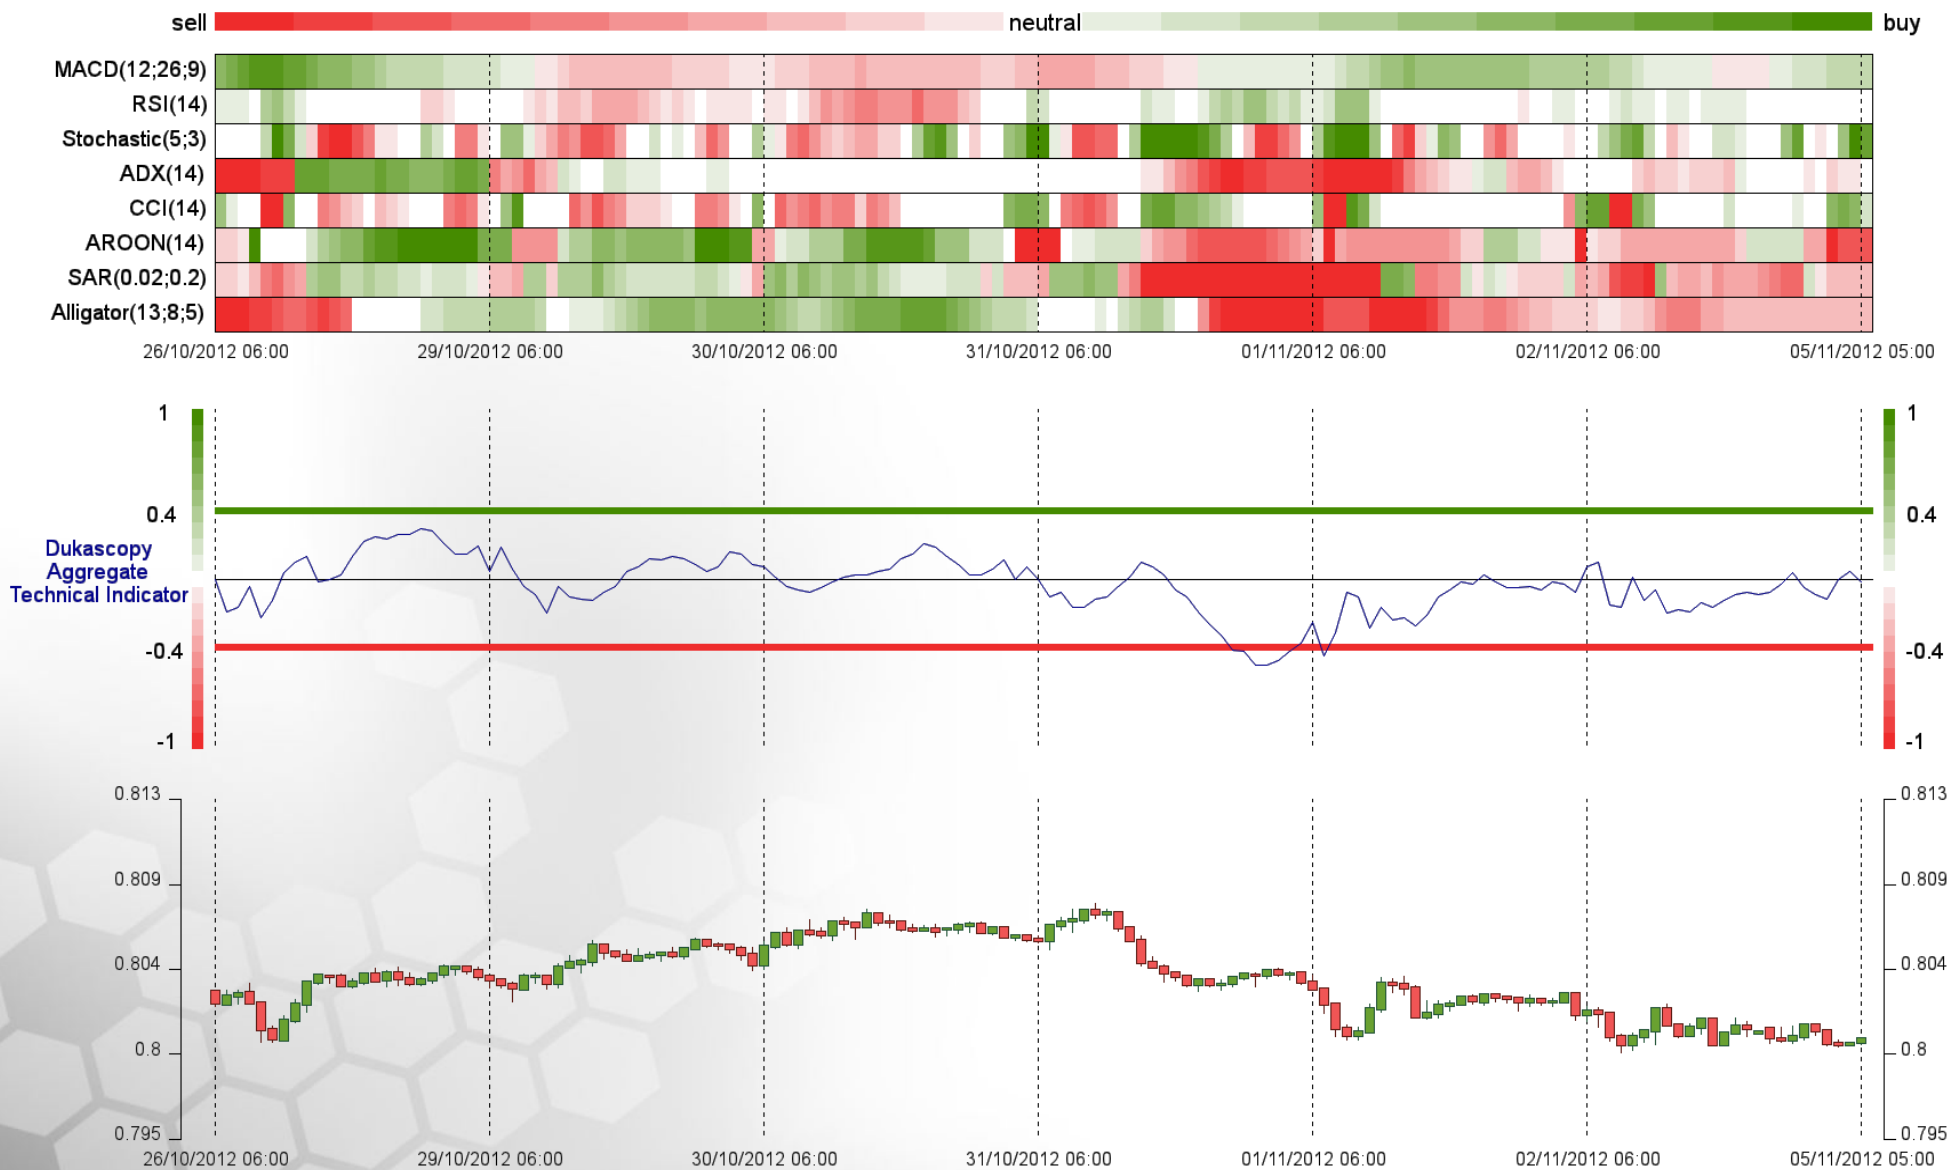 sell neutral buy
MACD(12;26;9)
RSI(14)
Stochastic(5;3)
ADX(14)
CCI(14)
AROON(14)
SAR(0.02;0.2)
Alligator(13;8;5)
26/10/2012 06:00 29/10/2012 06:00 30/10/2012 06:00 31/10/2012 06:00 01/11/2012 06:00 02/11/2012 06:00 05/11/2012 05:00
1 1
0.4 0.4
Dukascopy
Aggregate
Technical Indicator
-0.4 -0.4
-1 -1
0.813 0.813
0.809 0.809
0.804 0.804
0.8 0.8
0.795 0.795
26/10/2012 06:00 29/10/2012 06:00 30/10/2012 06:00 31/10/2012 06:00 01/11/2012 06:00 02/11/2012 06:00 05/11/2012 05:00